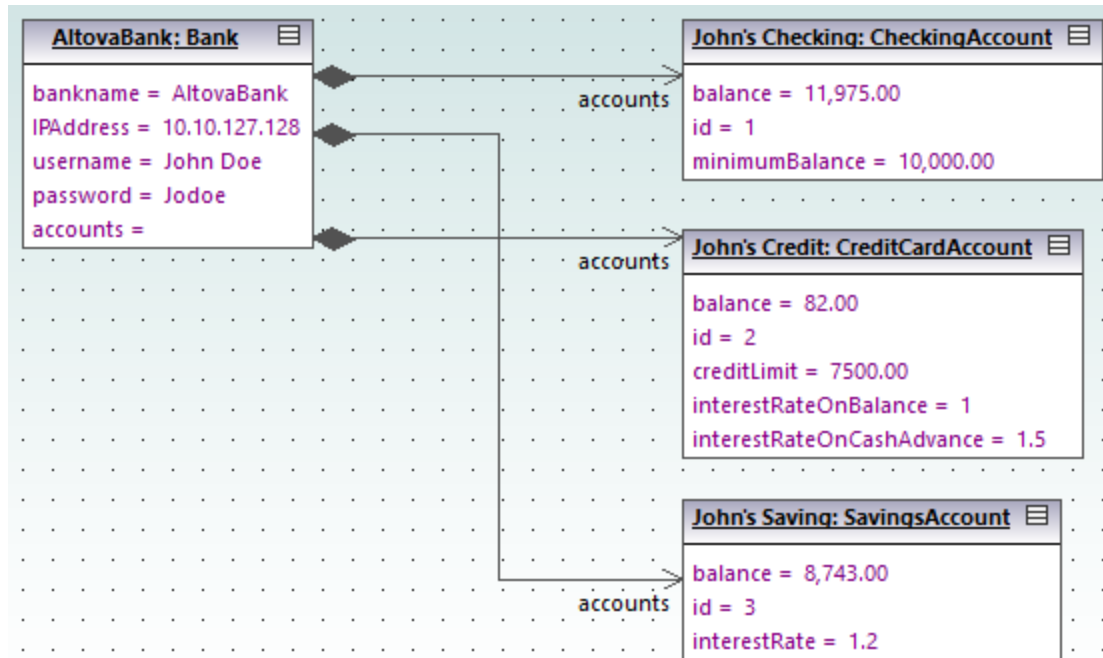 AltovaBank: Bank
bankname = AltovaBank
IPAddress = 10.10.127.128
username = John Doe
password = Jodoe
accounts =
accounts
John's Checking: CheckingAccount
balance = 11,975.00
id = 1
minimumBalance = 10,000.00
accounts
John's Credit: CreditCardAccount
balance = 82.00
id = 2
creditLimit = 7500.00
interestRateOnBalance = 1
interestRateOnCashAdvance = 1.5
accounts
John's Saving: SavingsAccount
balance = 8,743.00
id = 3
interestRate = 1.2